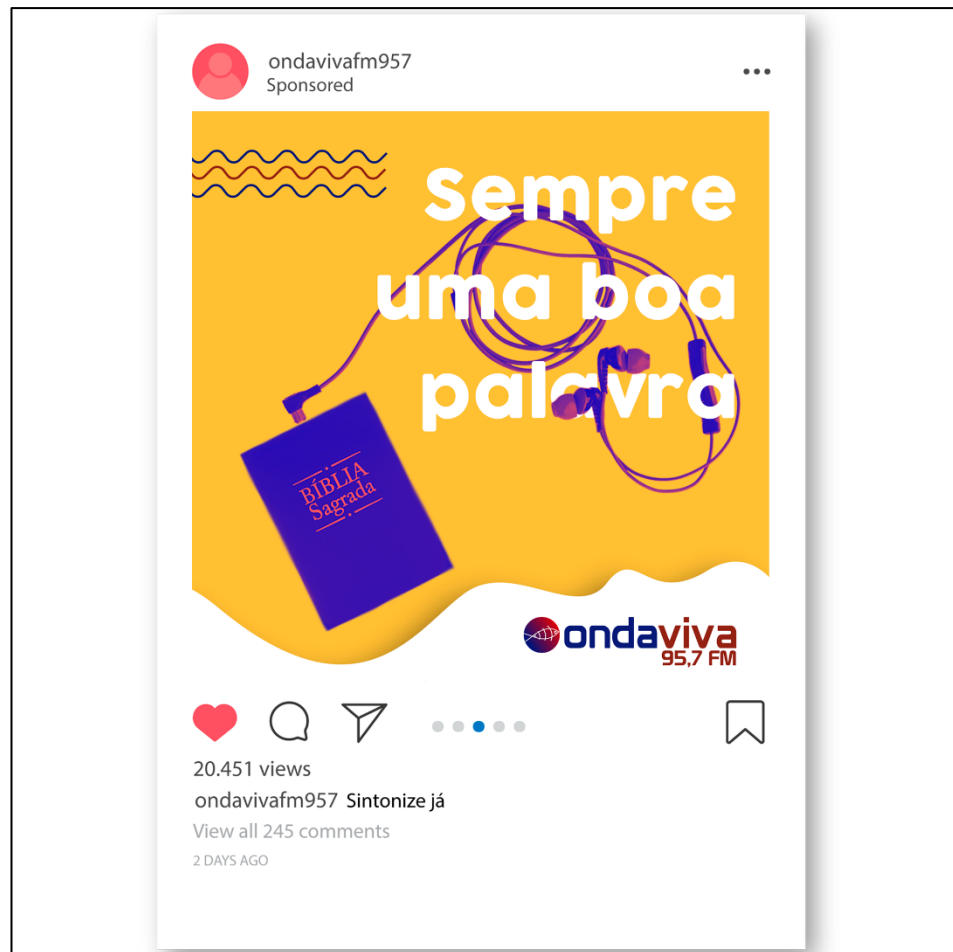 ondavivafm957
Sponsored
Sempre
uma boa
palavra
BÍBLIA
Sagrada
ondaviva
95,7 FM
20.451 views
ondavivafm957 Sintonize já
View all 245 comments
2 DAYS AGO